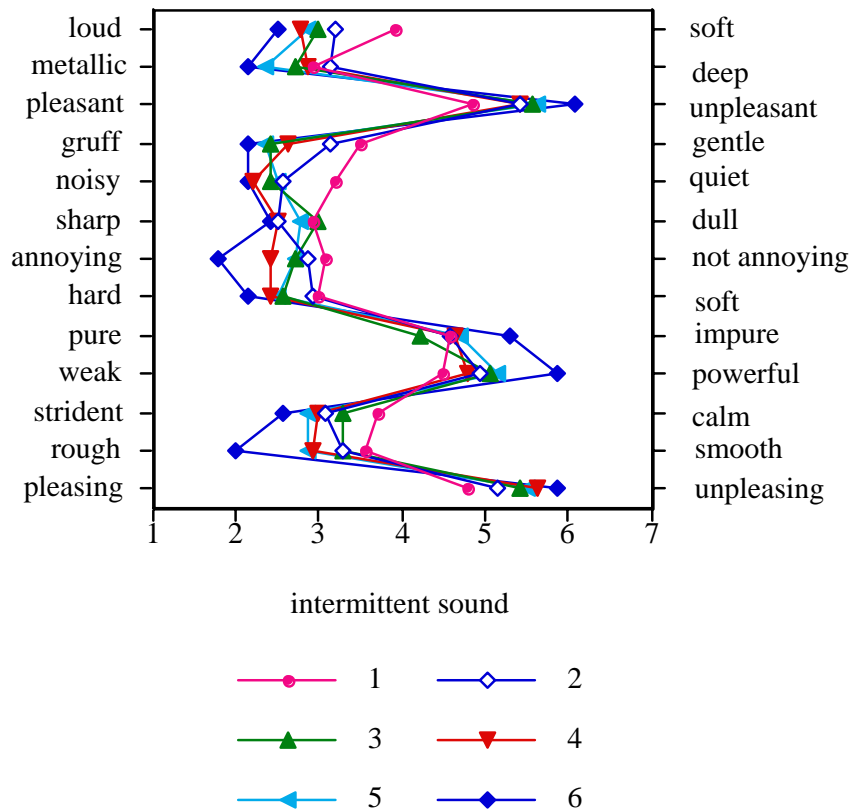 loud soft
metallic deep
pleasant unpleasant
gruff gentle
noisy quiet
sharp dull
annoying not annoying
hard soft
pure impure
weak powerful
strident calm
rough smooth
pleasing unpleasing
1 2 3 4 5 6 7
intermittent sound
1 2
3 4
5 6